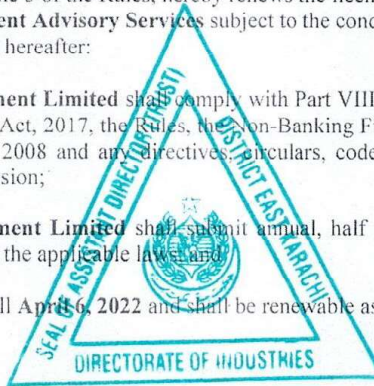 of the Rules, hereby renews the licen
ent Advisory Services subject to the cond
hereafter:
ment Limited shall comply with Part VIII
Act, 2017, the Rules, the Non-Banking F
2008 and any directives, circulars, code
sion;
ment Limited shall submit annual, half
the applicable laws; and
ll April 6, 2022 and shall be renewable as
SEAL OF ASSISTANT DIRECTOR (TRUST)
DISTRICT EAST KARACHI
DIRECTORATE OF INDUSTRIES